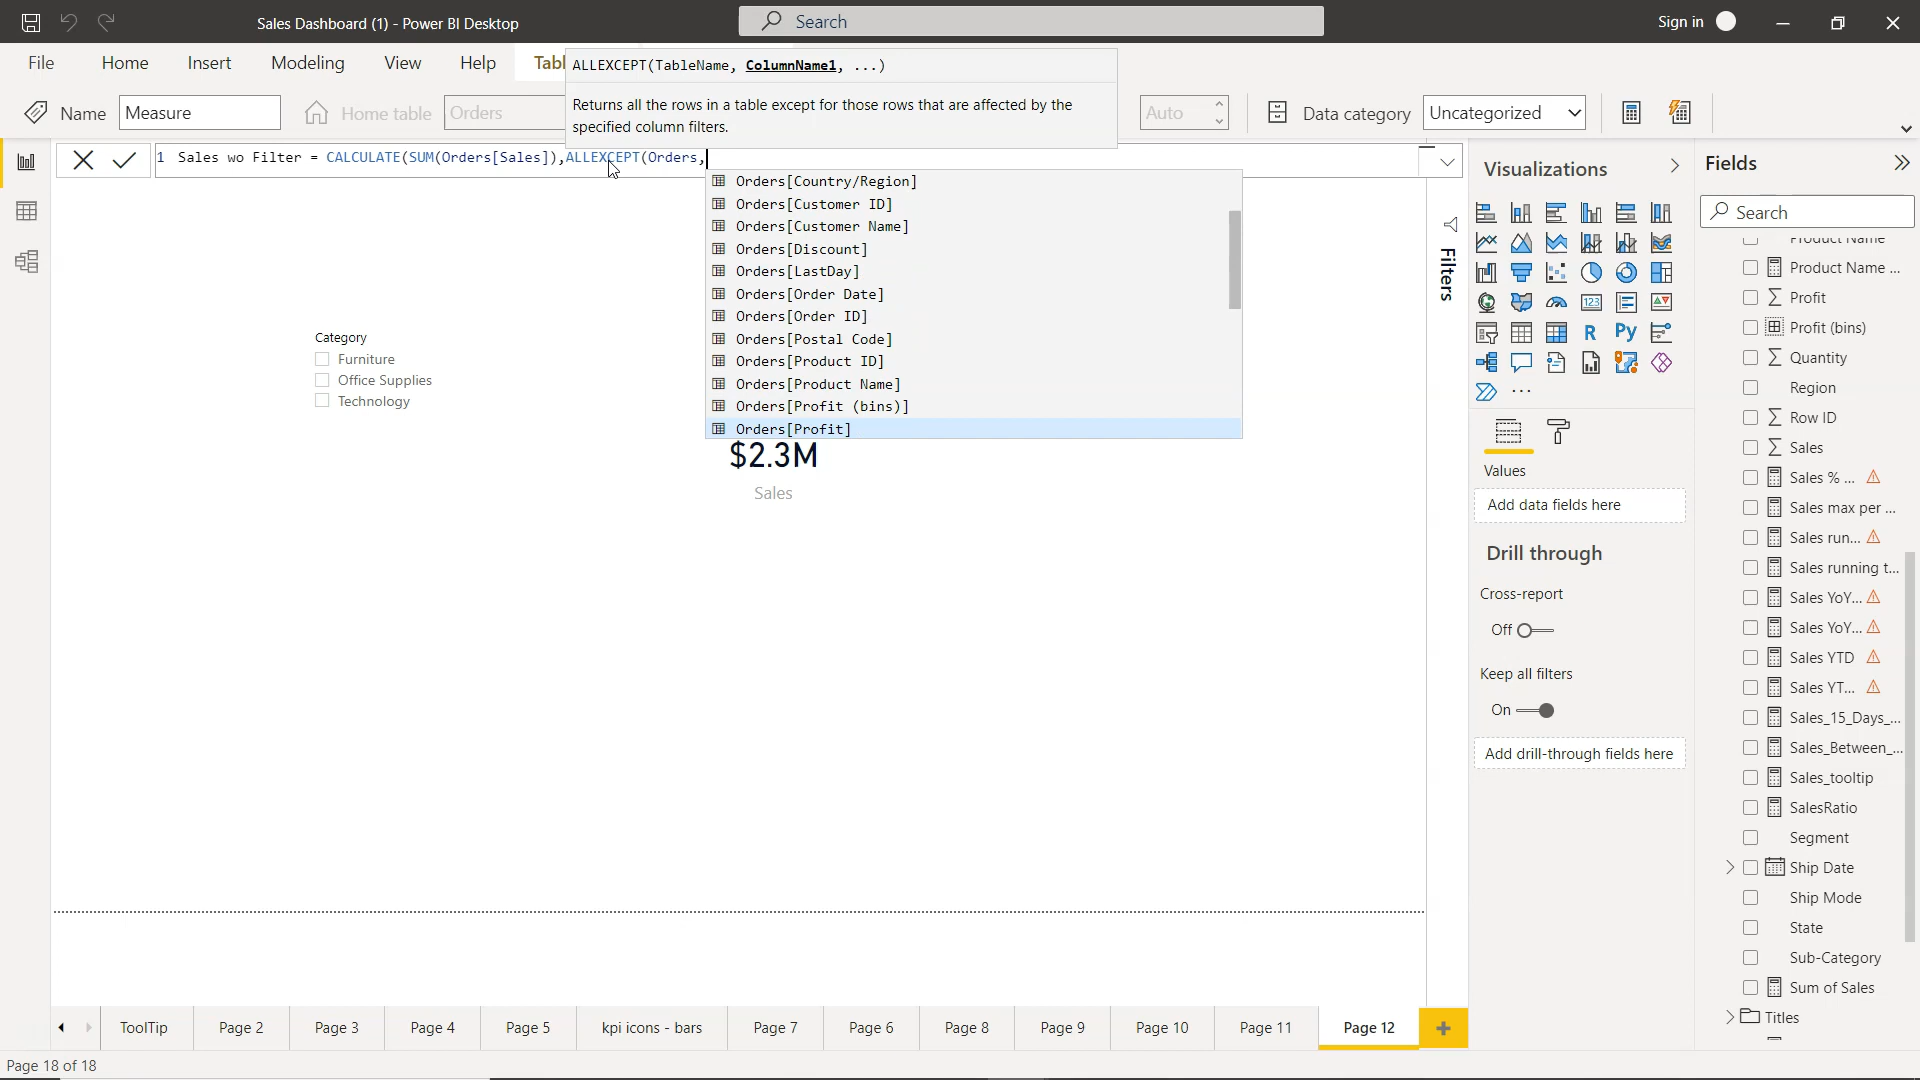 Sales Dashboard (1) - Power BI Desktop
Search
Sign in
File
Home
Insert
Modeling
View
Help
Name
Measure
Home table
Orders
ALLEXCEPT(TableName, ColumnName1, ...)
Returns all the rows in a table except for those rows that are affected by the
specified column filters.
Auto
Data category
Uncategorized
1 Sales wo Filter = CALCULATE(SUM(Orders[Sales]),ALLEXCEPT(Orders,
Orders[Country/Region]
Orders[Customer ID]
Orders[Customer Name]
Orders[Discount]
Orders[LastDay]
Orders[Order Date]
Orders[Order ID]
Orders[Postal Code]
Orders[Product ID]
Orders[Product Name]
Orders[Profit (bins)]
Orders[Profit]
Category
Furniture
Office Supplies
Technology
$2.3M
Sales
Filters
Visualizations
123
R
Py
Values
Add data fields here
Drill through
Cross-report
Off
Keep all filters
On
Add drill-through fields here
Fields
Search
Product Name
Product Name ...
Profit
Profit (bins)
Quantity
Region
Row ID
Sales
Sales % ...
Sales max per ...
Sales run...
Sales running t...
Sales YoY...
Sales YoY...
Sales YTD
Sales YT...
Sales_15_Days_...
Sales_Between_...
Sales_tooltip
SalesRatio
Segment
Ship Date
Ship Mode
State
Sub-Category
Sum of Sales
Titles
ToolTip
Page 2
Page 3
Page 4
Page 5
kpi icons - bars
Page 7
Page 6
Page 8
Page 9
Page 10
Page 11
Page 12
Page 18 of 18